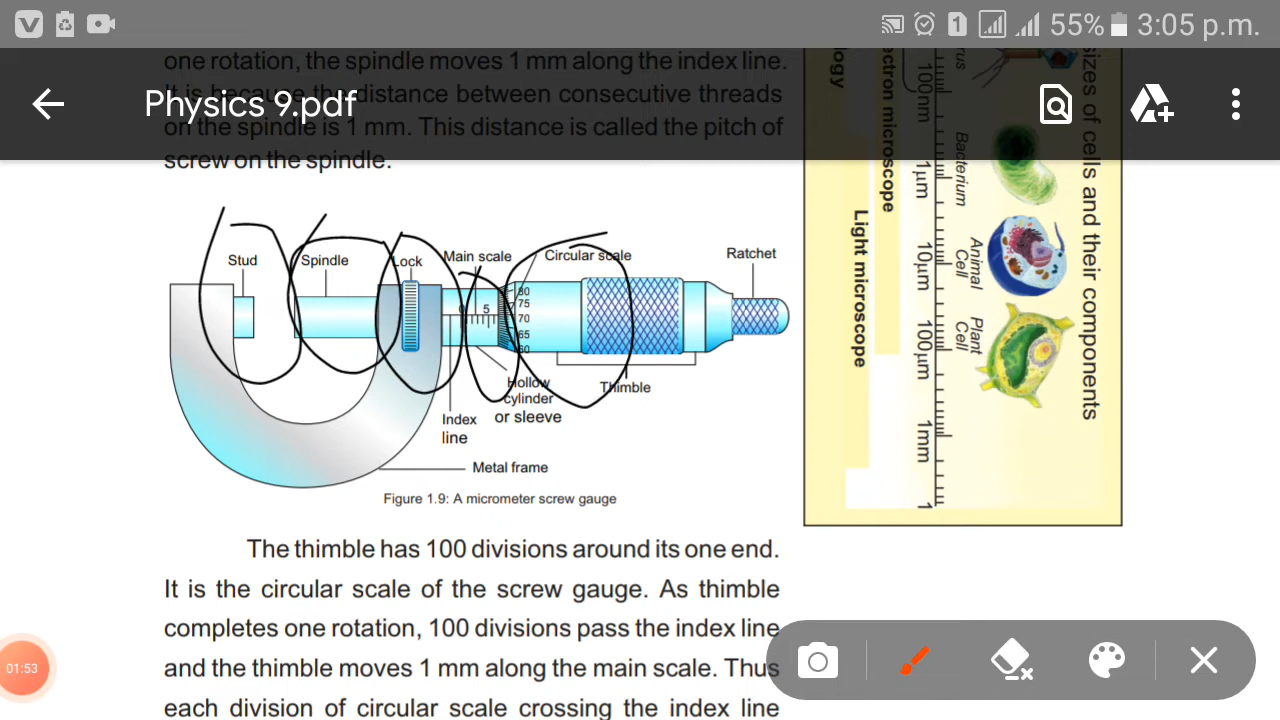 1 55% 3:05 p.m.
Physics 9.pdf
one rotation, the spindle moves 1 mm along the index line.
It is because the distance between consecutive threads
on the spindle is 1 mm. This distance is called the pitch of
screw on the spindle.
Stud
Spindle
Lock
Main scale
Circular scale
Ratchet
0 5
80
75
70
65
60
Hollow
cylinder
or sleeve
Thimble
Index
line
Metal frame
Figure 1.9: A micrometer screw gauge
The thimble has 100 divisions around its one end.
It is the circular scale of the screw gauge. As thimble
completes one rotation, 100 divisions pass the index line
and the thimble moves 1 mm along the main scale. Thus
each division of circular scale crossing the index line
sizes of cells and their components
Bacterium
Animal
Cell
Plant
Cell
100nm
1µm
10µm
100µm
1mm
1
microscope
Light microscope
01:53